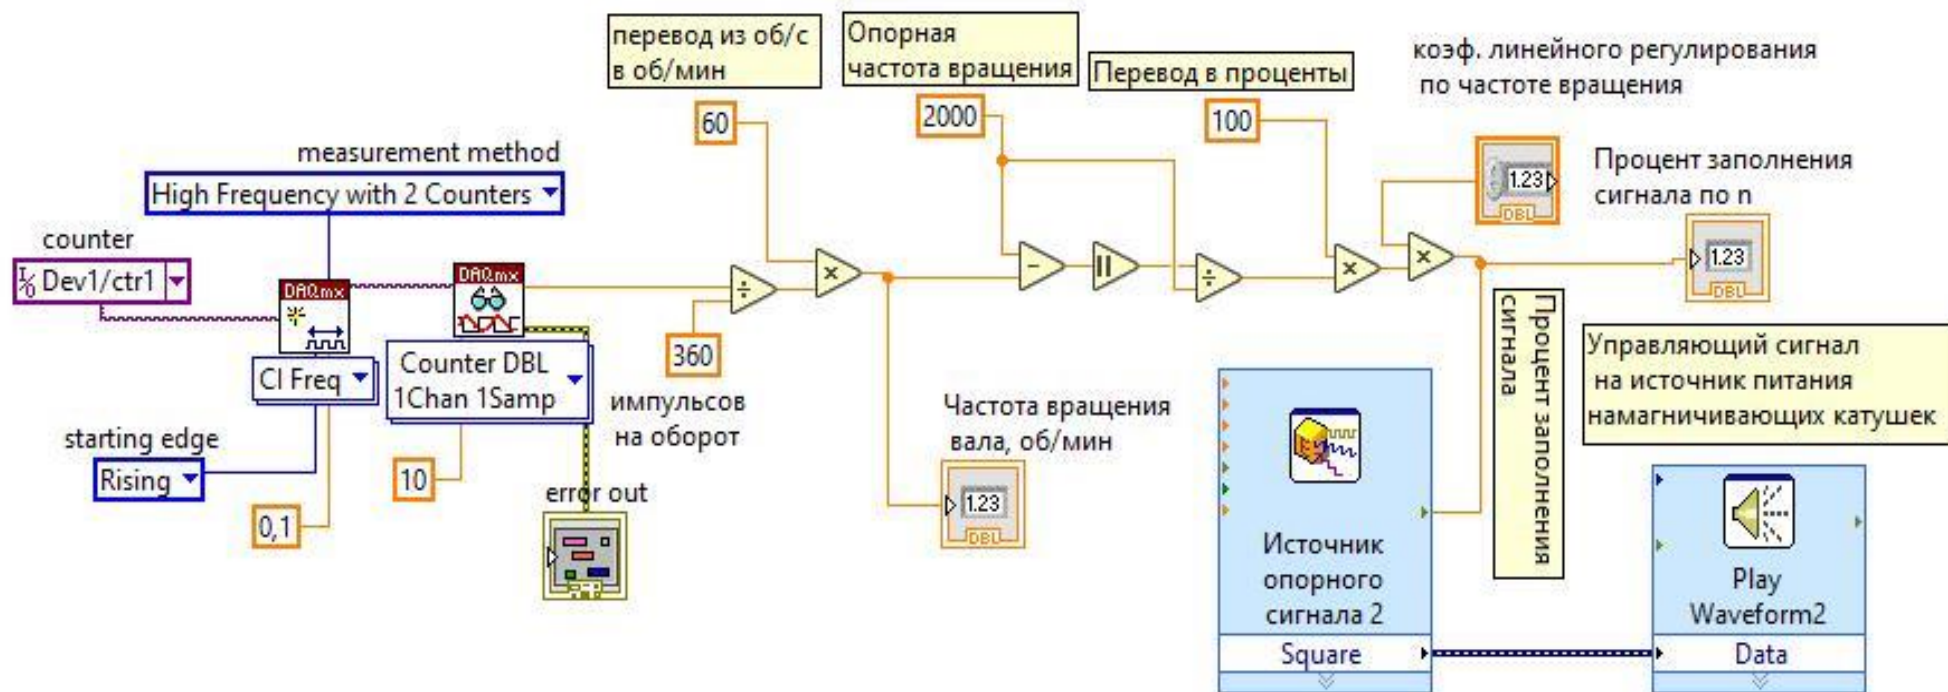 перевод из об/с
в об/мин
60
Опорная
частота вращения
2000
Перевод в проценты
100
коэф. линейного регулирования
по частоте вращения
1.23
DBL
Процент заполнения
сигнала по n
1.23
DBL
measurement method
High Frequency with 2 Counters
counter
I/O Dev1/ctr1
DAQmx
CI Freq
starting edge
Rising
0,1
DAQmx
Counter DBL
1Chan 1Samp
10
error out
÷
360
импульсов
на оборот
×
−
÷
×
×
Частота вращения
вала, об/мин
1.23
DBL
Процент заполнения
сигнала
Управляющий сигнал
на источник питания
намагничивающих катушек
Источник
опорного
сигнала 2
Square
Play
Waveform2
Data